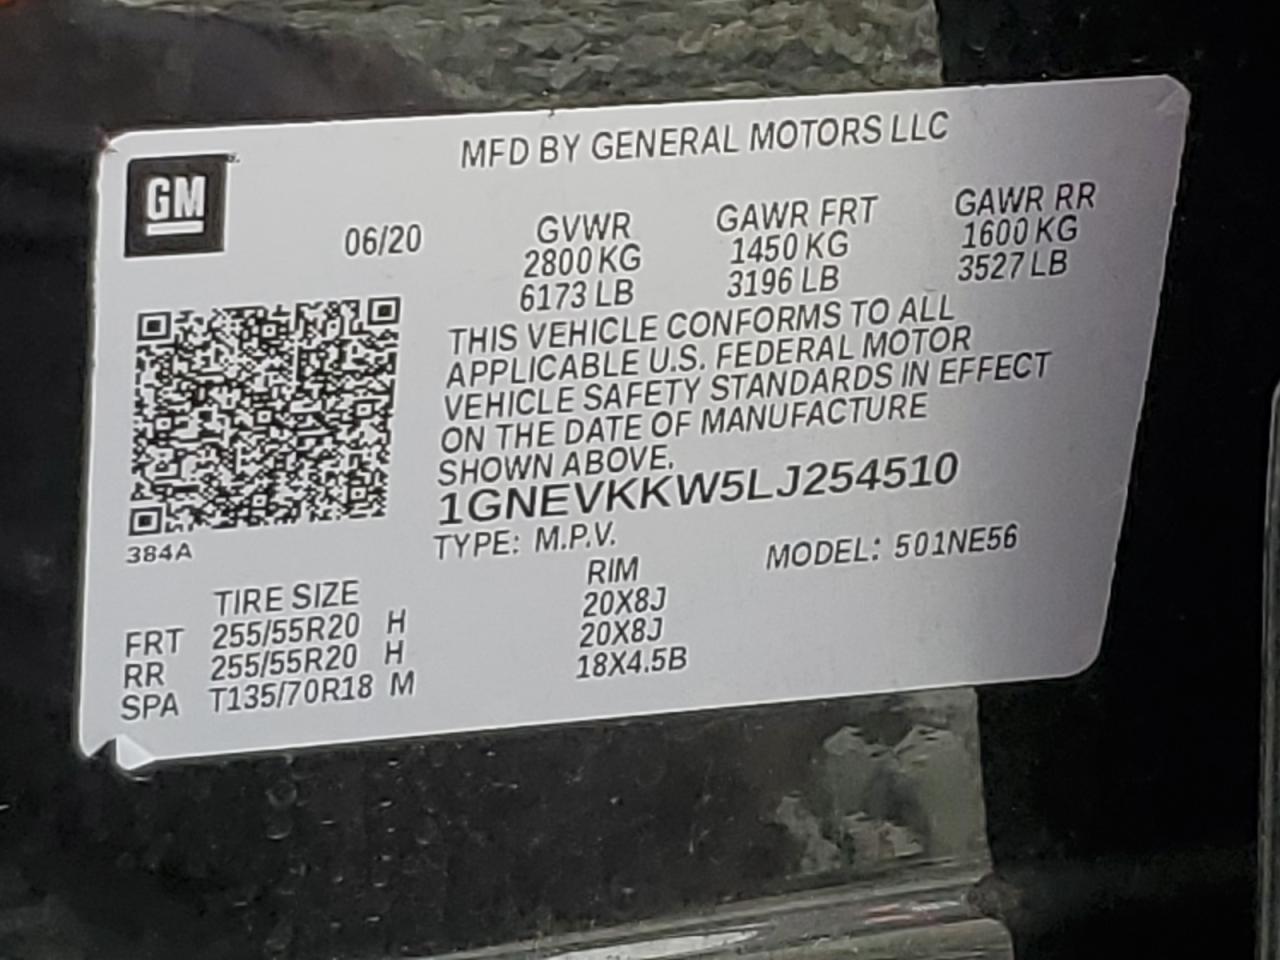 MFD BY GENERAL MOTORS LLC
GM
06/20
GVWR GAWR FRT GAWR RR
2800 KG 1450 KG 1600 KG
6173 LB 3196 LB 3527 LB
THIS VEHICLE CONFORMS TO ALL
APPLICABLE U.S. FEDERAL MOTOR
VEHICLE SAFETY STANDARDS IN EFFECT
ON THE DATE OF MANUFACTURE
SHOWN ABOVE.
1GNEVKKW5LJ254510
384A
TYPE: M.P.V. MODEL: 501NE56
TIRE SIZE RIM
FRT 255/55R20 H 20X8J
RR 255/55R20 H 20X8J
SPA T135/70R18 M 18X4.5B